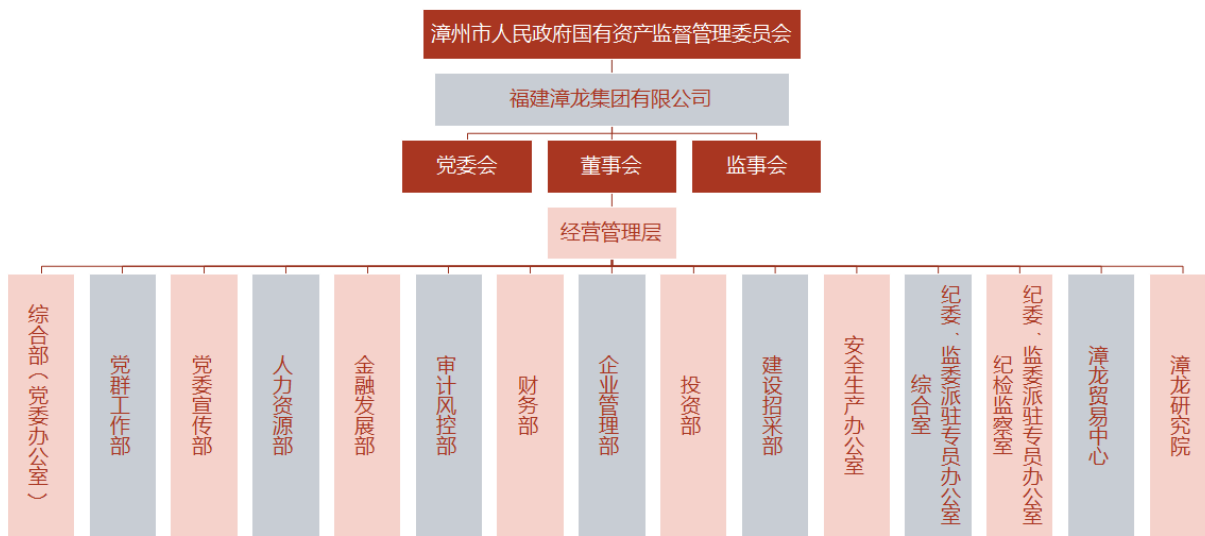 漳州市人民政府国有资产监督管理委员会
福建漳龙集团有限公司
党委会
董事会
监事会
经营管理层
综合部（党委办公室）
党群工作部
党委宣传部
人力资源部
金融发展部
审计风控部
财务部
企业管理部
投资部
建设招采部
安全生产办公室
纪委、监委派驻专员办公室
综合室
纪委、监委派驻专员办公室
纪检监察室
漳龙贸易中心
漳龙研究院